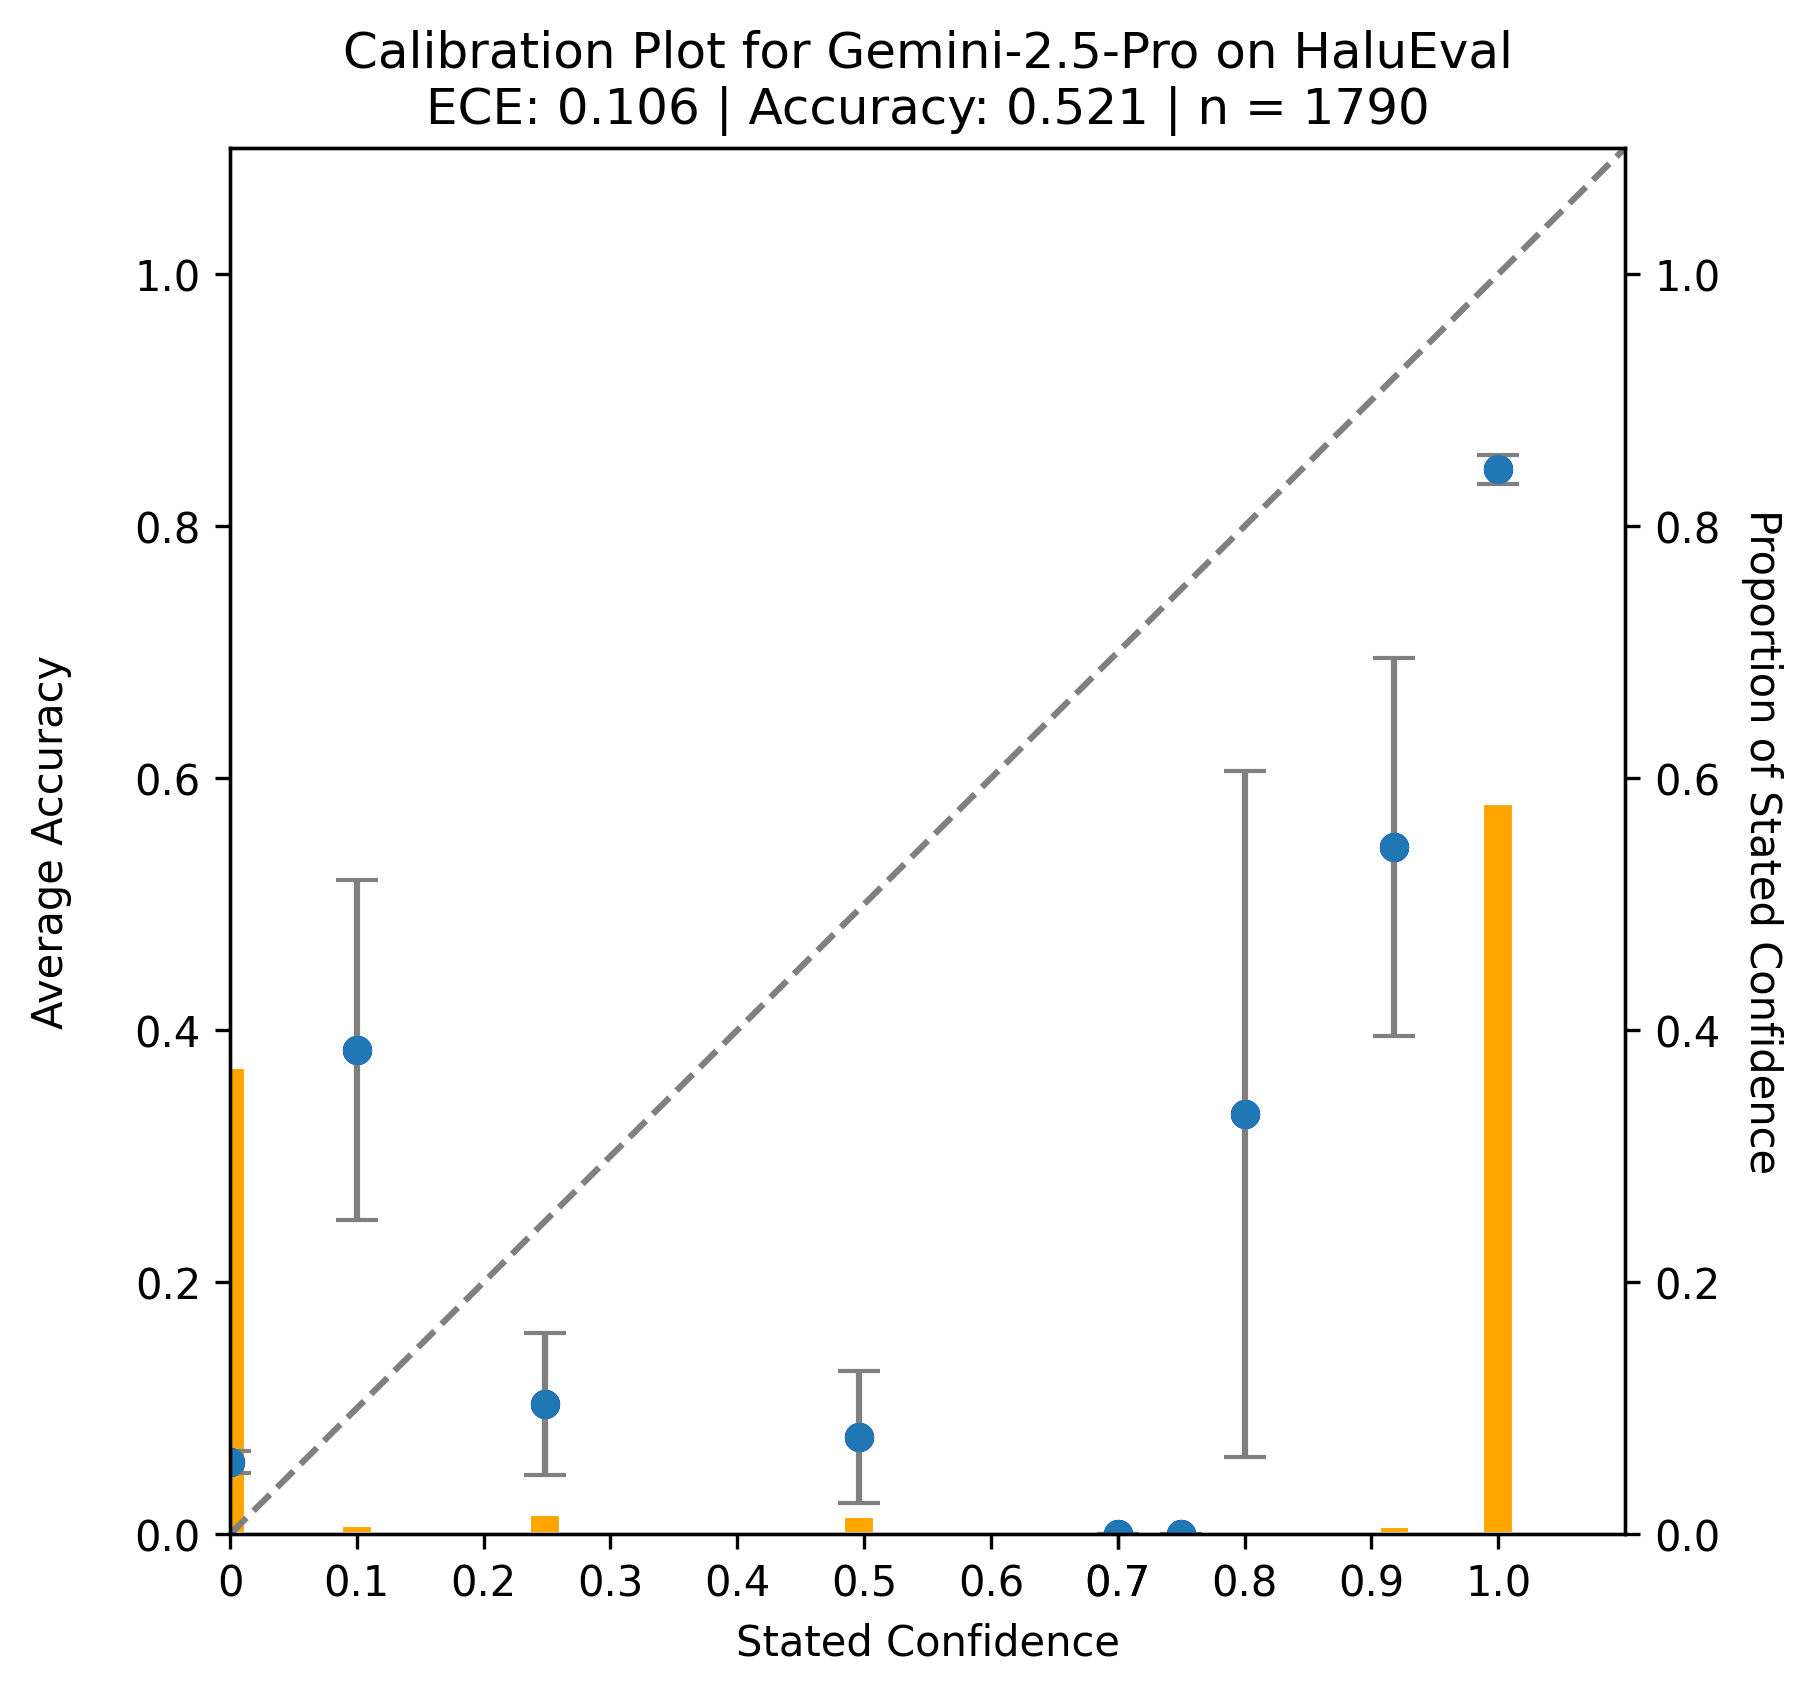 Calibration Plot for Gemini-2.5-Pro on HaluEval
ECE: 0.106 | Accuracy: 0.521 | n = 1790
Average Accuracy
1.0
0.8
0.6
0.4
0.2
0.0
0 0.1 0.2 0.3 0.4 0.5 0.6 0.7 0.8 0.9 1.0
Stated Confidence
1.0
0.8
0.6
0.4
0.2
0.0
Proportion of Stated Confidence